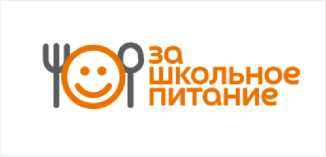 за
школьное
питание